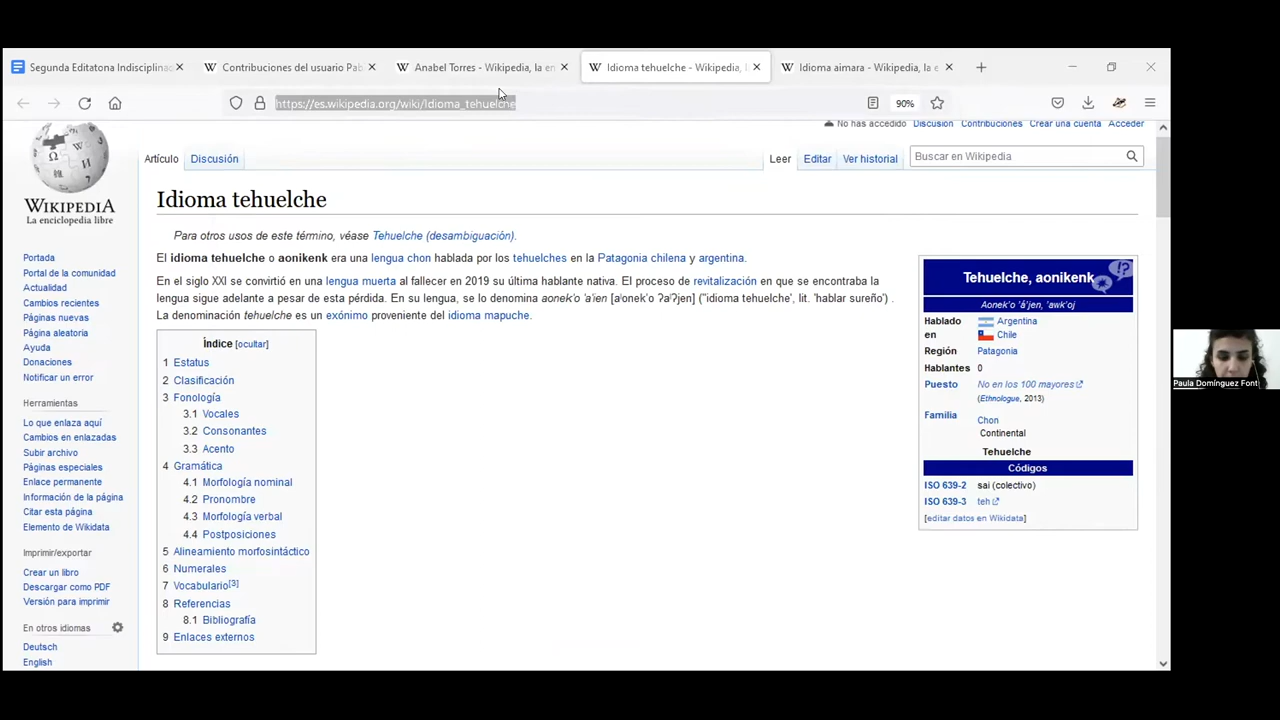 Segunda Editatona Indisciplina
Contribuciones del usuario Pab
Anabel Torres - Wikipedia, la en
Idioma tehuelche - Wikipedia, l
Idioma aimara - Wikipedia, la e
https://es.wikipedia.org/wiki/Idioma_tehuelche
90%
No has accedido Discusión Contribuciones Crear una cuenta Acceder
Artículo Discusión
Leer Editar Ver historial
Buscar en Wikipedia
WIKIPEDIA
La enciclopedia libre
Portada
Portal de la comunidad
Actualidad
Cambios recientes
Páginas nuevas
Página aleatoria
Ayuda
Donaciones
Notificar un error
Herramientas
Lo que enlaza aquí
Cambios en enlazadas
Subir archivo
Páginas especiales
Enlace permanente
Información de la página
Citar esta página
Elemento de Wikidata
Imprimir/exportar
Crear un libro
Descargar como PDF
Versión para imprimir
En otros idiomas
Deutsch
English
Idioma tehuelche
Para otros usos de este término, véase Tehuelche (desambiguación).
El idioma tehuelche o aonikenk era una lengua chon hablada por los tehuelches en la Patagonia chilena y argentina.
En el siglo XXI se convirtió en una lengua muerta al fallecer en 2019 su última hablante nativa. El proceso de revitalización en que se encontraba la
lengua sigue adelante a pesar de esta pérdida. En su lengua, se lo denomina aonek'o 'a'ien [aonek'o ʔaʔjen] ("idioma tehuelche', lit. 'hablar sureño') .
La denominación tehuelche es un exónimo proveniente del idioma mapuche.
Índice [ocultar]
1 Estatus
2 Clasificación
3 Fonología
3.1 Vocales
3.2 Consonantes
3.3 Acento
4 Gramática
4.1 Morfología nominal
4.2 Pronombre
4.3 Morfología verbal
4.4 Postposiciones
5 Alineamiento morfosintáctico
6 Numerales
7 Vocabulario[3]
8 Referencias
8.1 Bibliografía
9 Enlaces externos
Tehuelche, aonikenk
Aonek'o 'a'jen, 'awk'oj
Hablado en Argentina
Chile
Región Patagonia
Hablantes 0
Puesto No en los 100 mayores
(Ethnologue, 2013)
Familia Chon
Continental
Tehuelche
Códigos
ISO 639-2 sai (colectivo)
ISO 639-3 teh
[editar datos en Wikidata]
Paula Domínguez Font